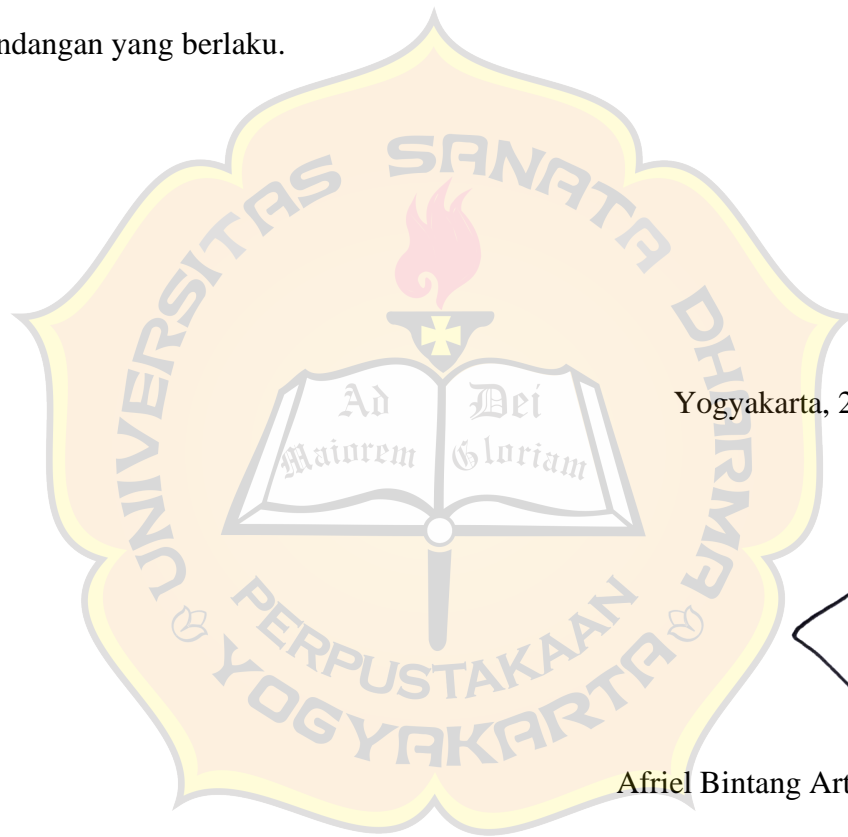 ndangan yang berlaku.
UNIVERSITAS SANATA DHARMA
Ad Dei
Maiorem Gloriam
Yogyakarta, 2
PERPUSTAKAAN
YOGYAKARTA
Afriel Bintang Art